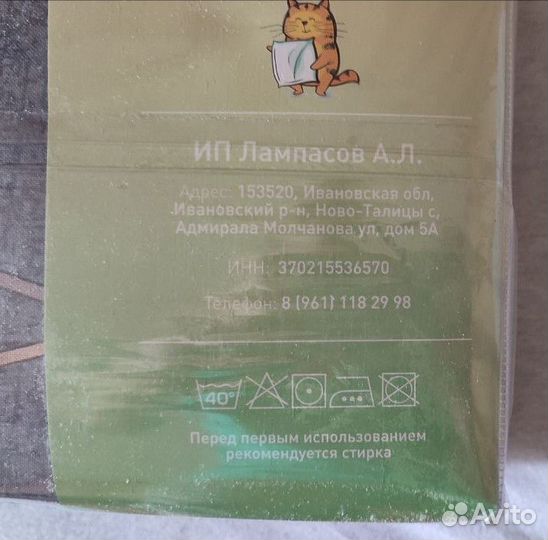 ИП Лампасов А.Л.
Адрес: 153520, Ивановская обл,
Ивановский р-н, Ново-Талицы с,
Адмирала Молчанова ул, дом 5А
ИНН: 370215536570
Телефон: 8 (961) 118 29 98
40°
Перед первым использованием
рекомендуется стирка
Avito